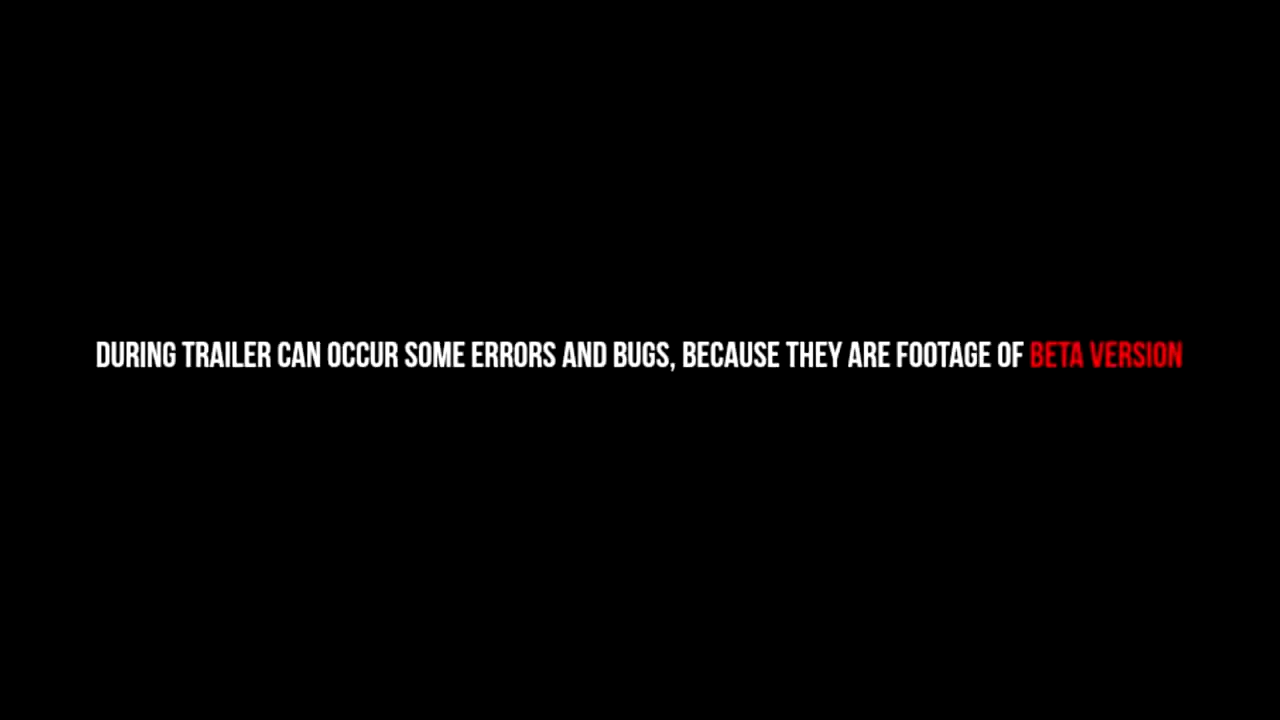 DURING TRAILER CAN OCCUR SOME ERRORS AND BUGS, BECAUSE THEY ARE FOOTAGE OF BETA VERSION